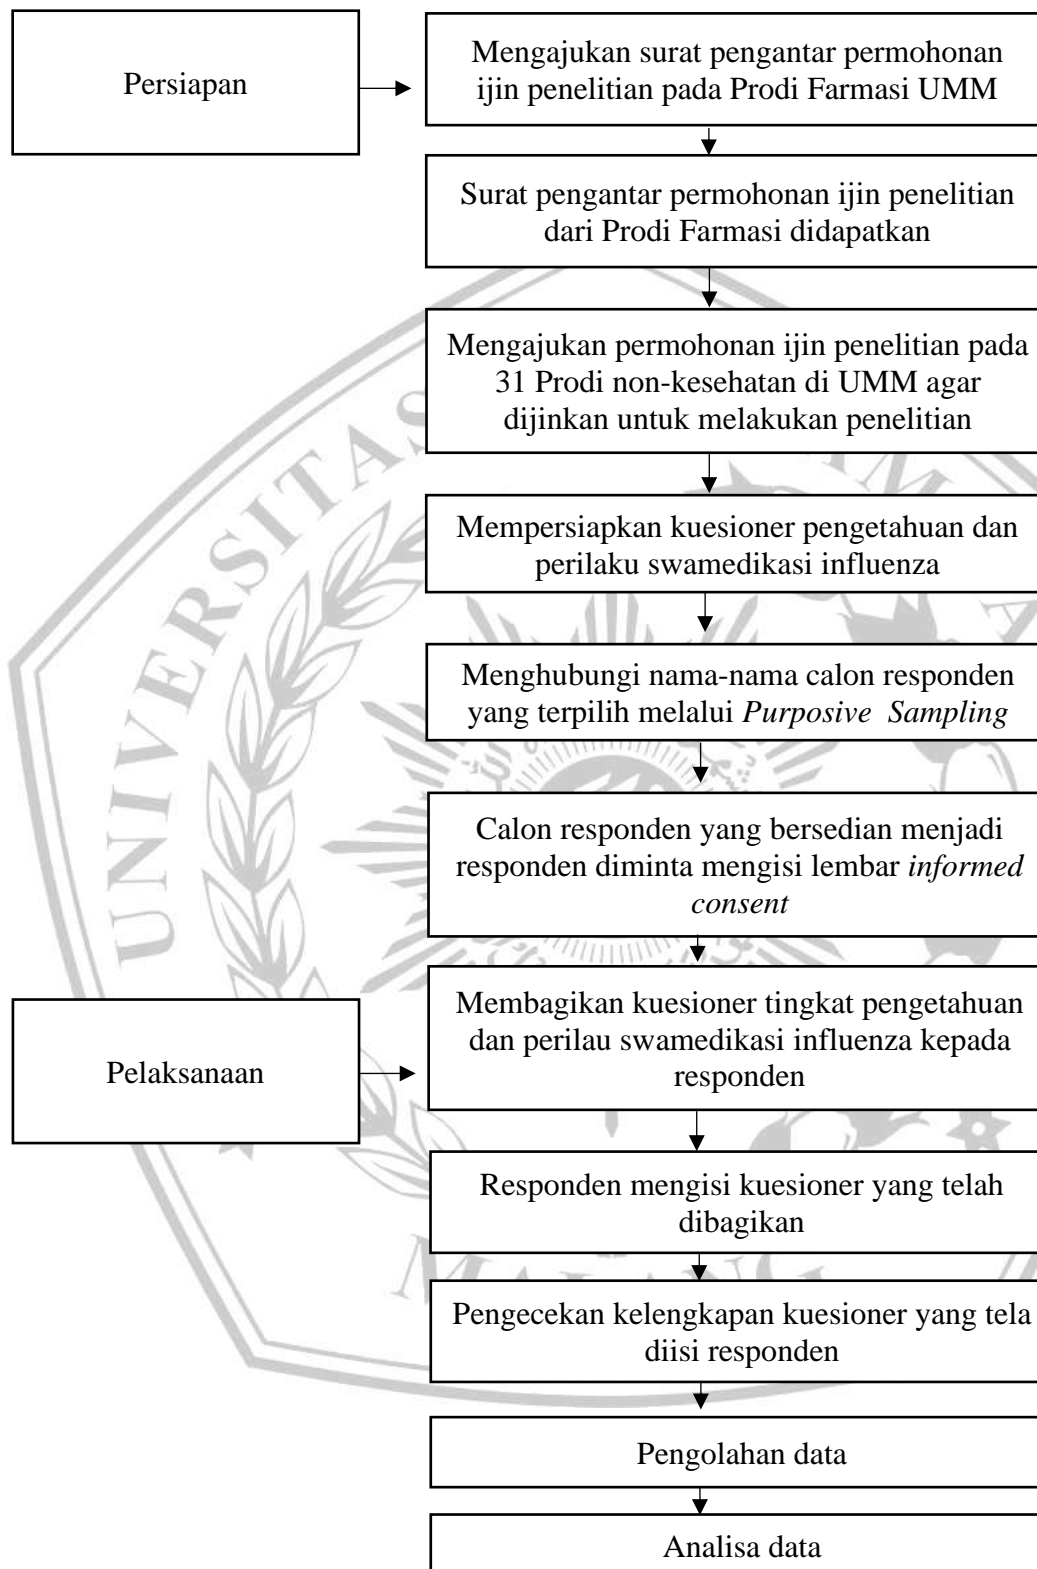 Persiapan
Mengajukan surat pengantar permohonan
ijin penelitian pada Prodi Farmasi UMM
Surat pengantar permohonan ijin penelitian
dari Prodi Farmasi didapatkan
Mengajukan permohonan ijin penelitian pada
31 Prodi non-kesehatan di UMM agar
dijinkan untuk melakukan penelitian
Mempersiapkan kuesioner pengetahuan dan
perilaku swamedikasi influenza
Menghubungi nama-nama calon responden
yang terpilih melalui Purposive Sampling
Calon responden yang bersedian menjadi
responden diminta mengisi lembar informed
consent
Pelaksanaan
Membagikan kuesioner tingkat pengetahuan
dan perilau swamedikasi influenza kepada
responden
Responden mengisi kuesioner yang telah
dibagikan
Pengecekan kelengkapan kuesioner yang tela
diisi responden
Pengolahan data
Analisa data
UNIVERSITAS